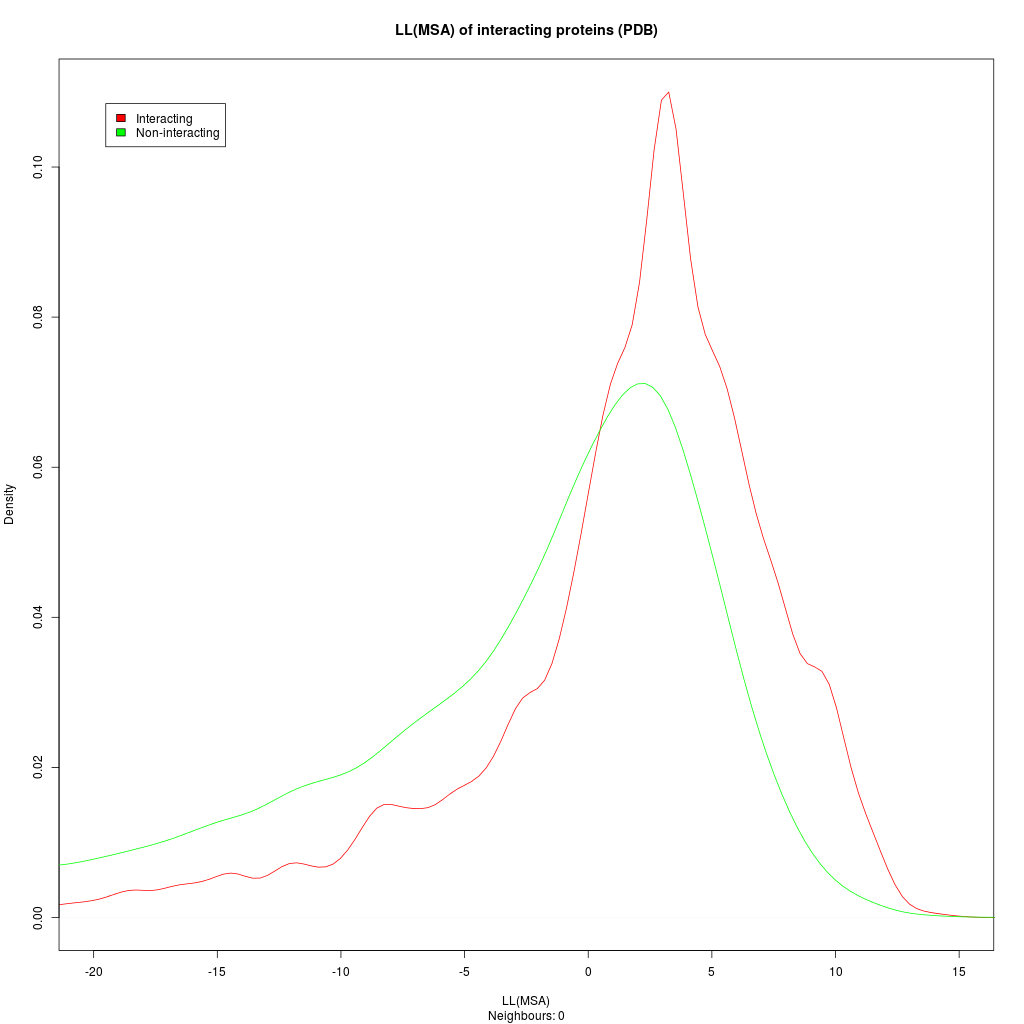 LL(MSA) of interacting proteins (PDB)
Interacting
Non-interacting
Density
0.00
0.02
0.04
0.06
0.08
0.10
-20 -15 -10 -5 0 5 10 15
LL(MSA)
Neighbours: 0